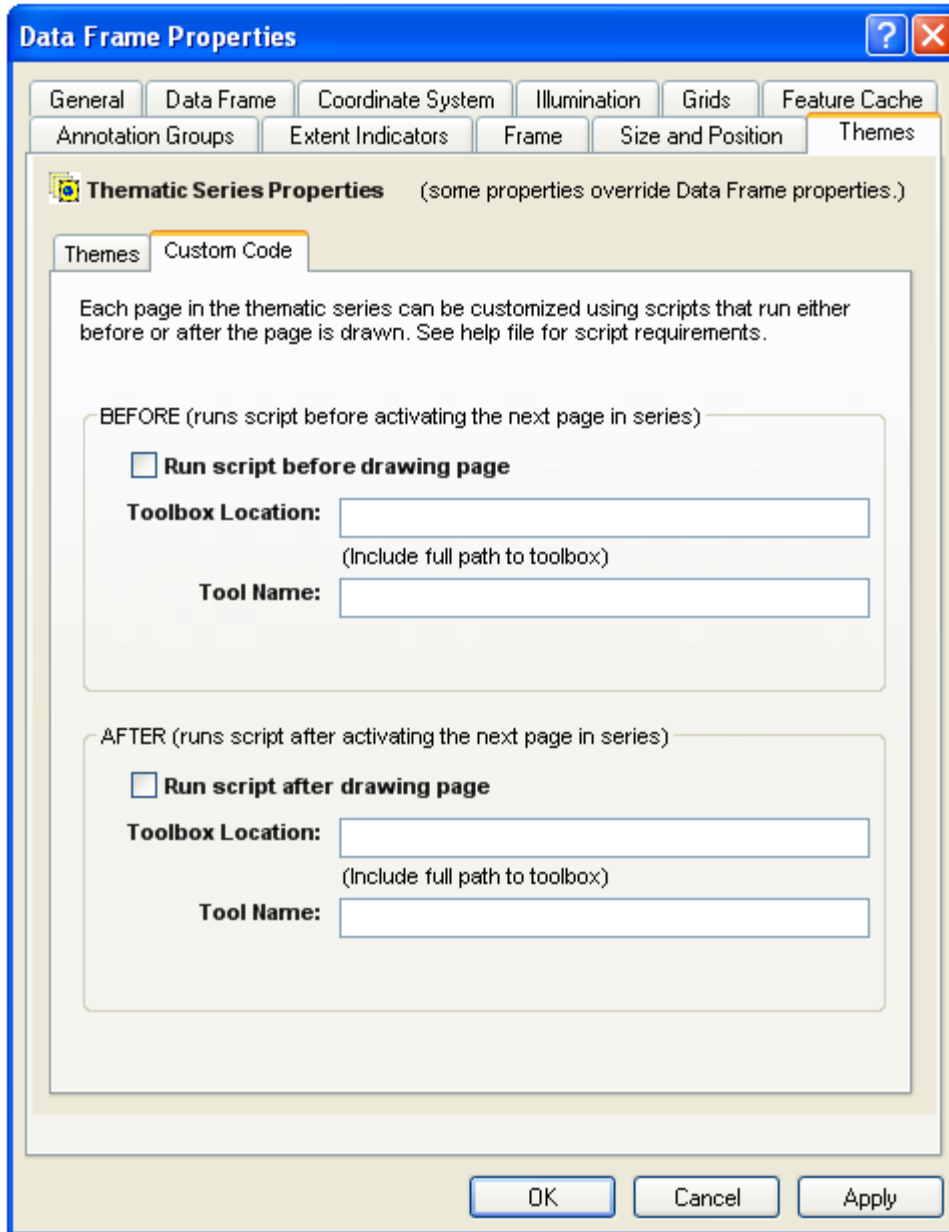 Data Frame Properties
General Data Frame Coordinate System Illumination Grids Feature Cache
Annotation Groups Extent Indicators Frame Size and Position Themes
Thematic Series Properties (some properties override Data Frame properties.)
Themes Custom Code
Each page in the thematic series can be customized using scripts that run either
before or after the page is drawn. See help file for script requirements.
BEFORE (runs script before activating the next page in series)
Run script before drawing page
Toolbox Location:
(Include full path to toolbox)
Tool Name:
AFTER (runs script after activating the next page in series)
Run script after drawing page
Toolbox Location:
(Include full path to toolbox)
Tool Name:
OK Cancel Apply